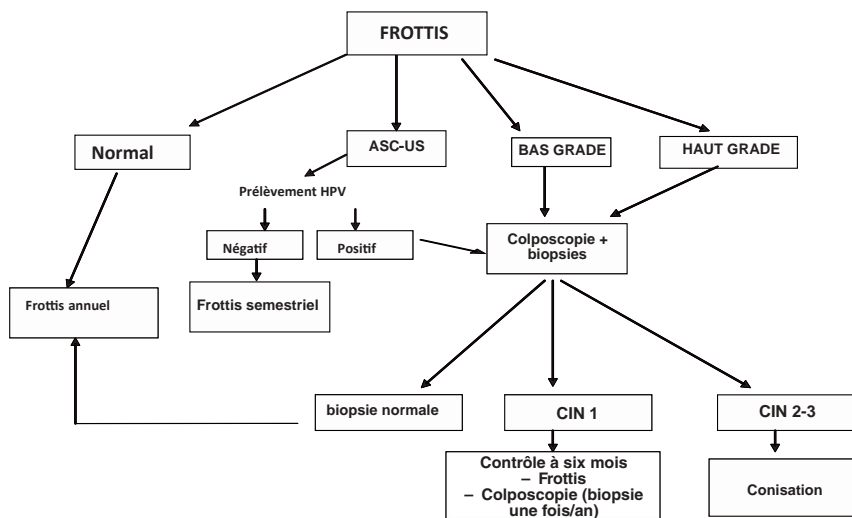 FROTTIS
Normal
ASC-US
BAS GRADE
HAUT GRADE
Prélèvement HPV
Négatif
Positif
Colposcopie +
biopsies
Frottis annuel
Frottis semestriel
biopsie normale
CIN 1
CIN 2-3
Contrôle à six mois
– Frottis
– Colposcopie (biopsie
une fois/an)
Conisation